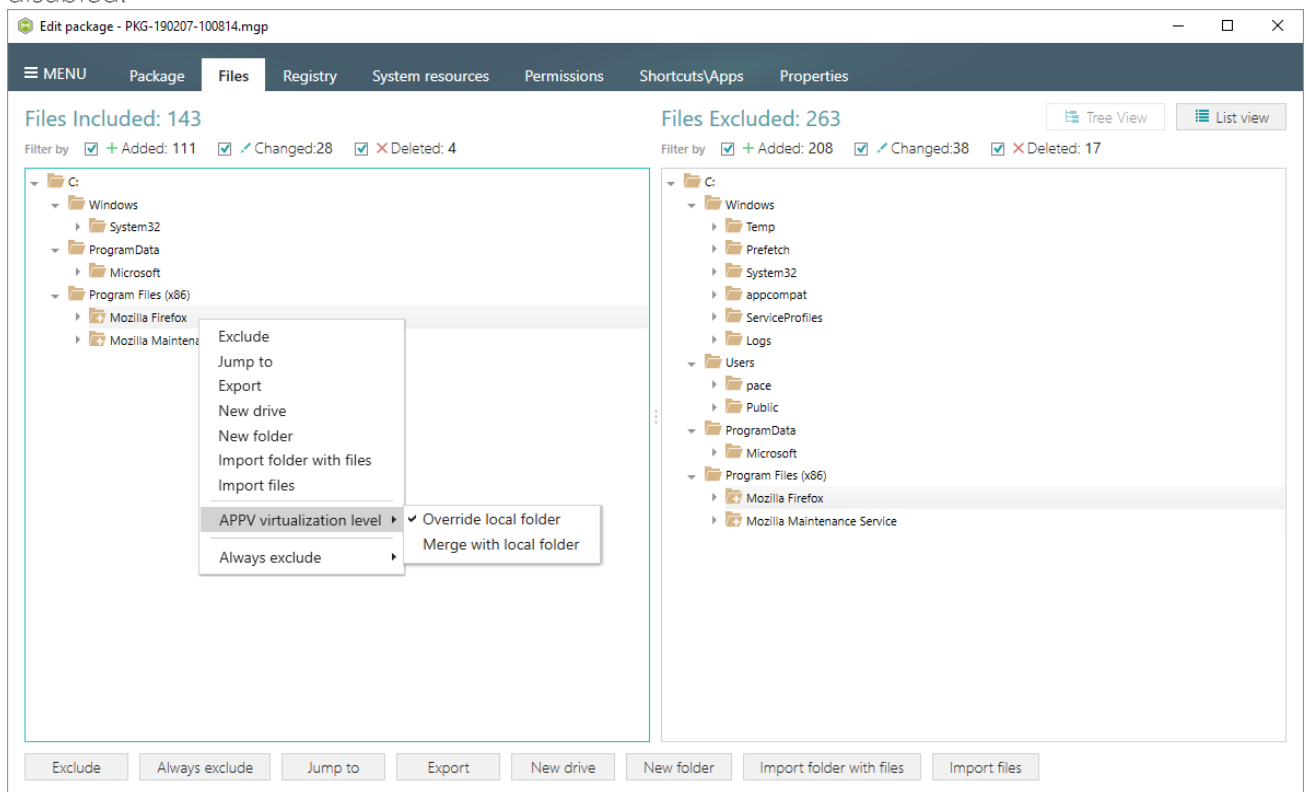 disabled.
Edit package - PKG-190207-100814.mgp
MENU Package Files Registry System resources Permissions Shortcuts\Apps Properties
Files Included: 143
Filter by Added: 111 Changed:28 Deleted: 4
C:
Windows
System32
ProgramData
Microsoft
Program Files (x86)
Mozilla Firefox
Mozilla Maintena
Exclude
Jump to
Export
New drive
New folder
Import folder with files
Import files
APPV virtualization level
Override local folder
Merge with local folder
Always exclude
Files Excluded: 263
Tree View List view
Filter by Added: 208 Changed:38 Deleted: 17
C:
Windows
Temp
Prefetch
System32
appcompat
ServiceProfiles
Logs
Users
pace
Public
ProgramData
Microsoft
Program Files (x86)
Mozilla Firefox
Mozilla Maintenance Service
Exclude Always exclude Jump to Export New drive New folder Import folder with files Import files